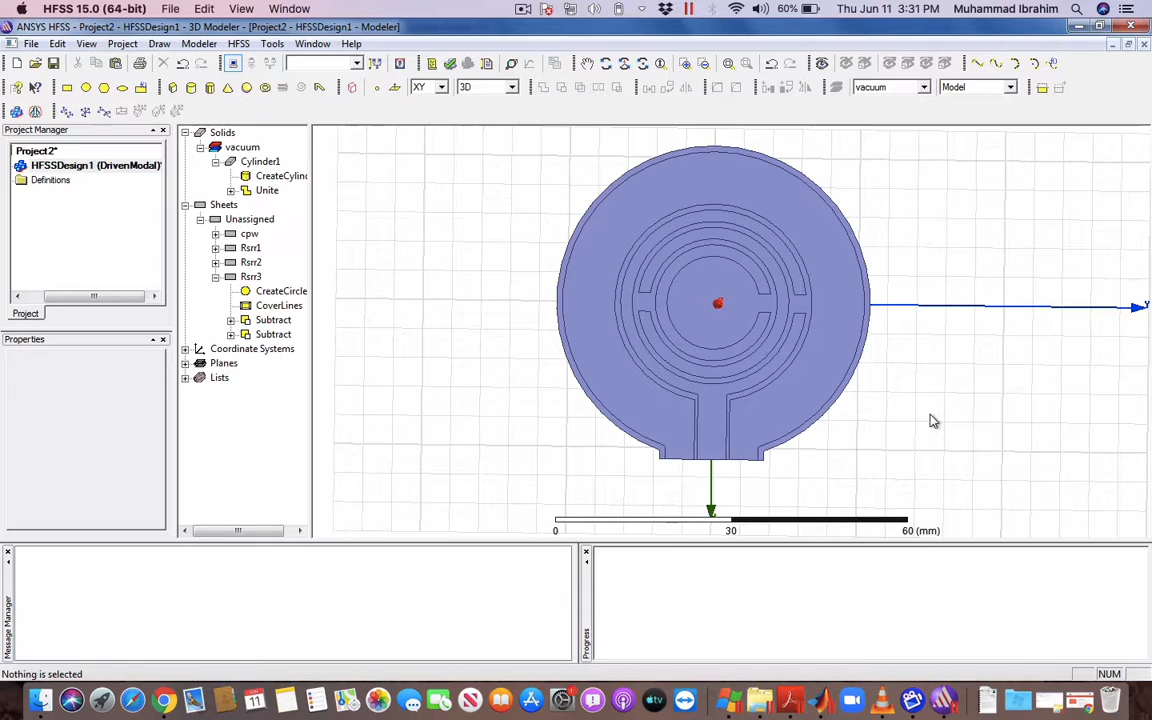 HFSS 15.0 (64-bit) File Edit View Window 60% Thu Jun 11 3:31 PM Muhammad Ibrahim
ANSYS HFSS - Project2 - HFSSDesign1 - 3D Modeler - [Project2 - HFSSDesign1 - Modeler]
File Edit View Project Draw Modeler HFSS Tools Window Help
XY 3D vacuum Model
Project Manager
Project2*
HFSSDesign1 (DrivenModal)*
Definitions
Project
Properties
Solids
vacuum
Cylinder1
CreateCylind
Unite
Sheets
Unassigned
cpw
Rsrr1
Rsrr2
Rsrr3
CreateCircle
CoverLines
Subtract
Subtract
Coordinate Systems
Planes
Lists
Y
0 30 60 (mm)
Message Manager
Progress
Nothing is selected
NUM